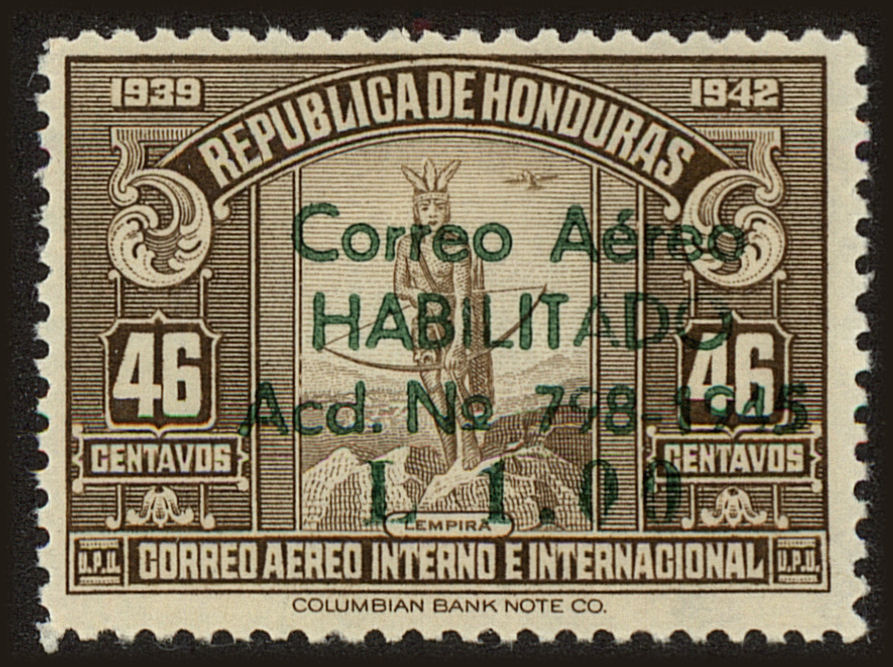 1939 1942
REPUBLICA DE HONDURAS
Correo Aéreo
HABILITADO
46 46
Acd. Nº 798-1945
CENTAVOS CENTAVOS
L 1.00
LEMPIRA
U.P.U. CORREO AEREO INTERNO E INTERNACIONAL U.P.U.
COLUMBIAN BANK NOTE CO.